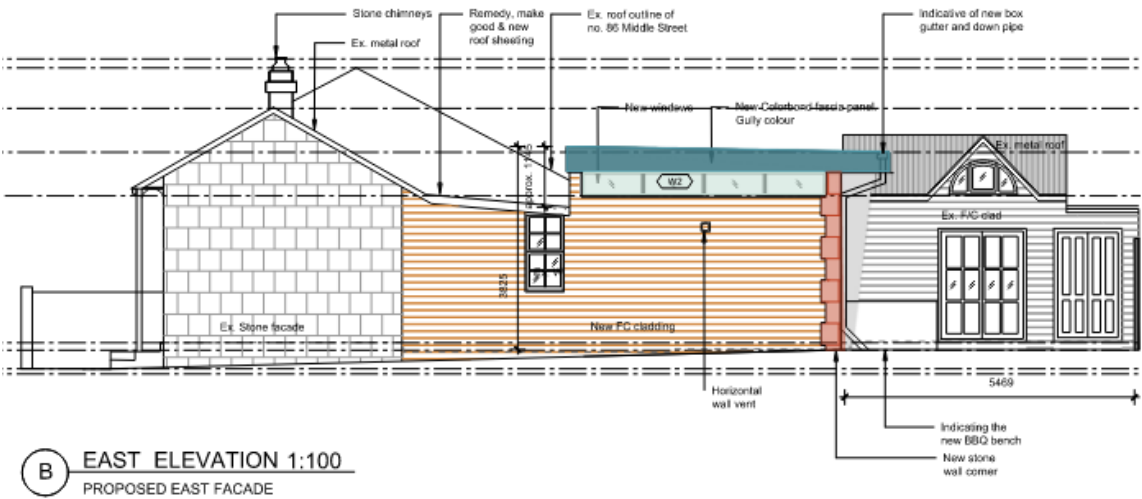 Stone chimneys
Ex. metal roof
Remedy, make
good & new
roof sheeting
Ex. roof outline of
no. 86 Middle Street
Indicative of new box
gutter and down pipe
New windows
New Colorbond fascia panel.
Gully colour
Ex. metal roof
W2
Ex. F/C clad
3825
Ex. Stone facade
New FC cladding
5469
Horizontal
wall vent
Indicating the
new BBQ bench
New stone
wall corner
B
EAST ELEVATION 1:100
PROPOSED EAST FACADE